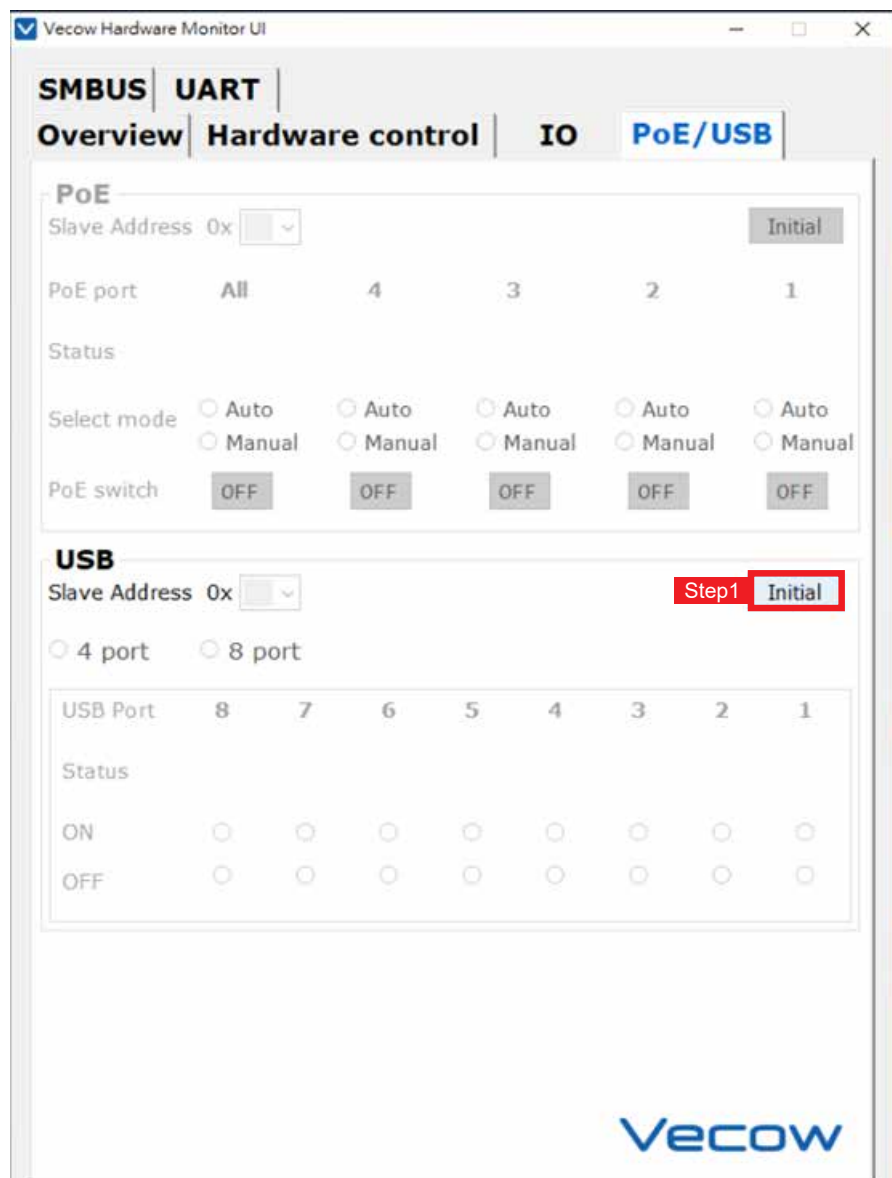 Vecow Hardware Monitor UI
SMBUS UART
Overview Hardware control IO PoE/USB
PoE
Slave Address 0x Initial
PoE port All 4 3 2 1
Status
Select mode Auto Auto Auto Auto Auto
Manual Manual Manual Manual Manual
PoE switch OFF OFF OFF OFF OFF
USB
Slave Address 0x Step1 Initial
4 port 8 port
USB Port 8 7 6 5 4 3 2 1
Status
ON
OFF
Vecow